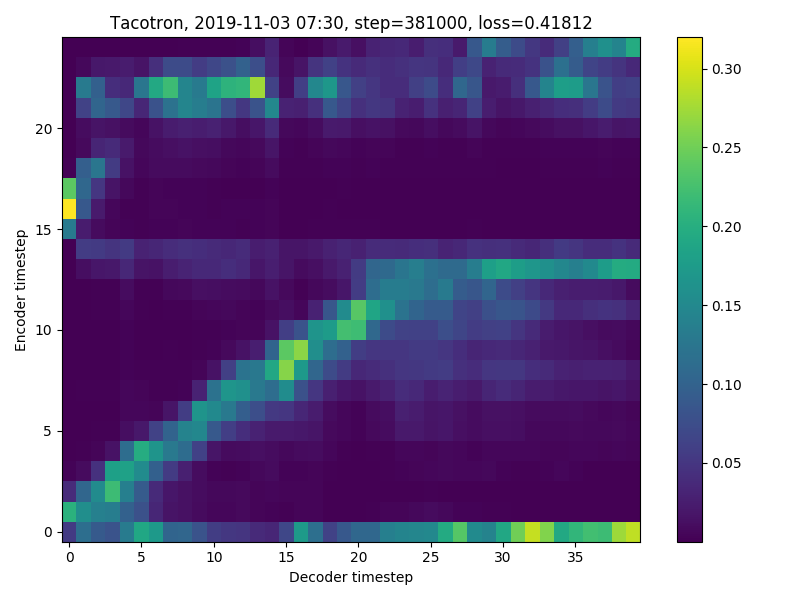 Tacotron, 2019-11-03 07:30, step=381000, loss=0.41812
Encoder timestep
20
15
10
5
0
0 5 10 15 20 25 30 35
Decoder timestep
0.30
0.25
0.20
0.15
0.10
0.05